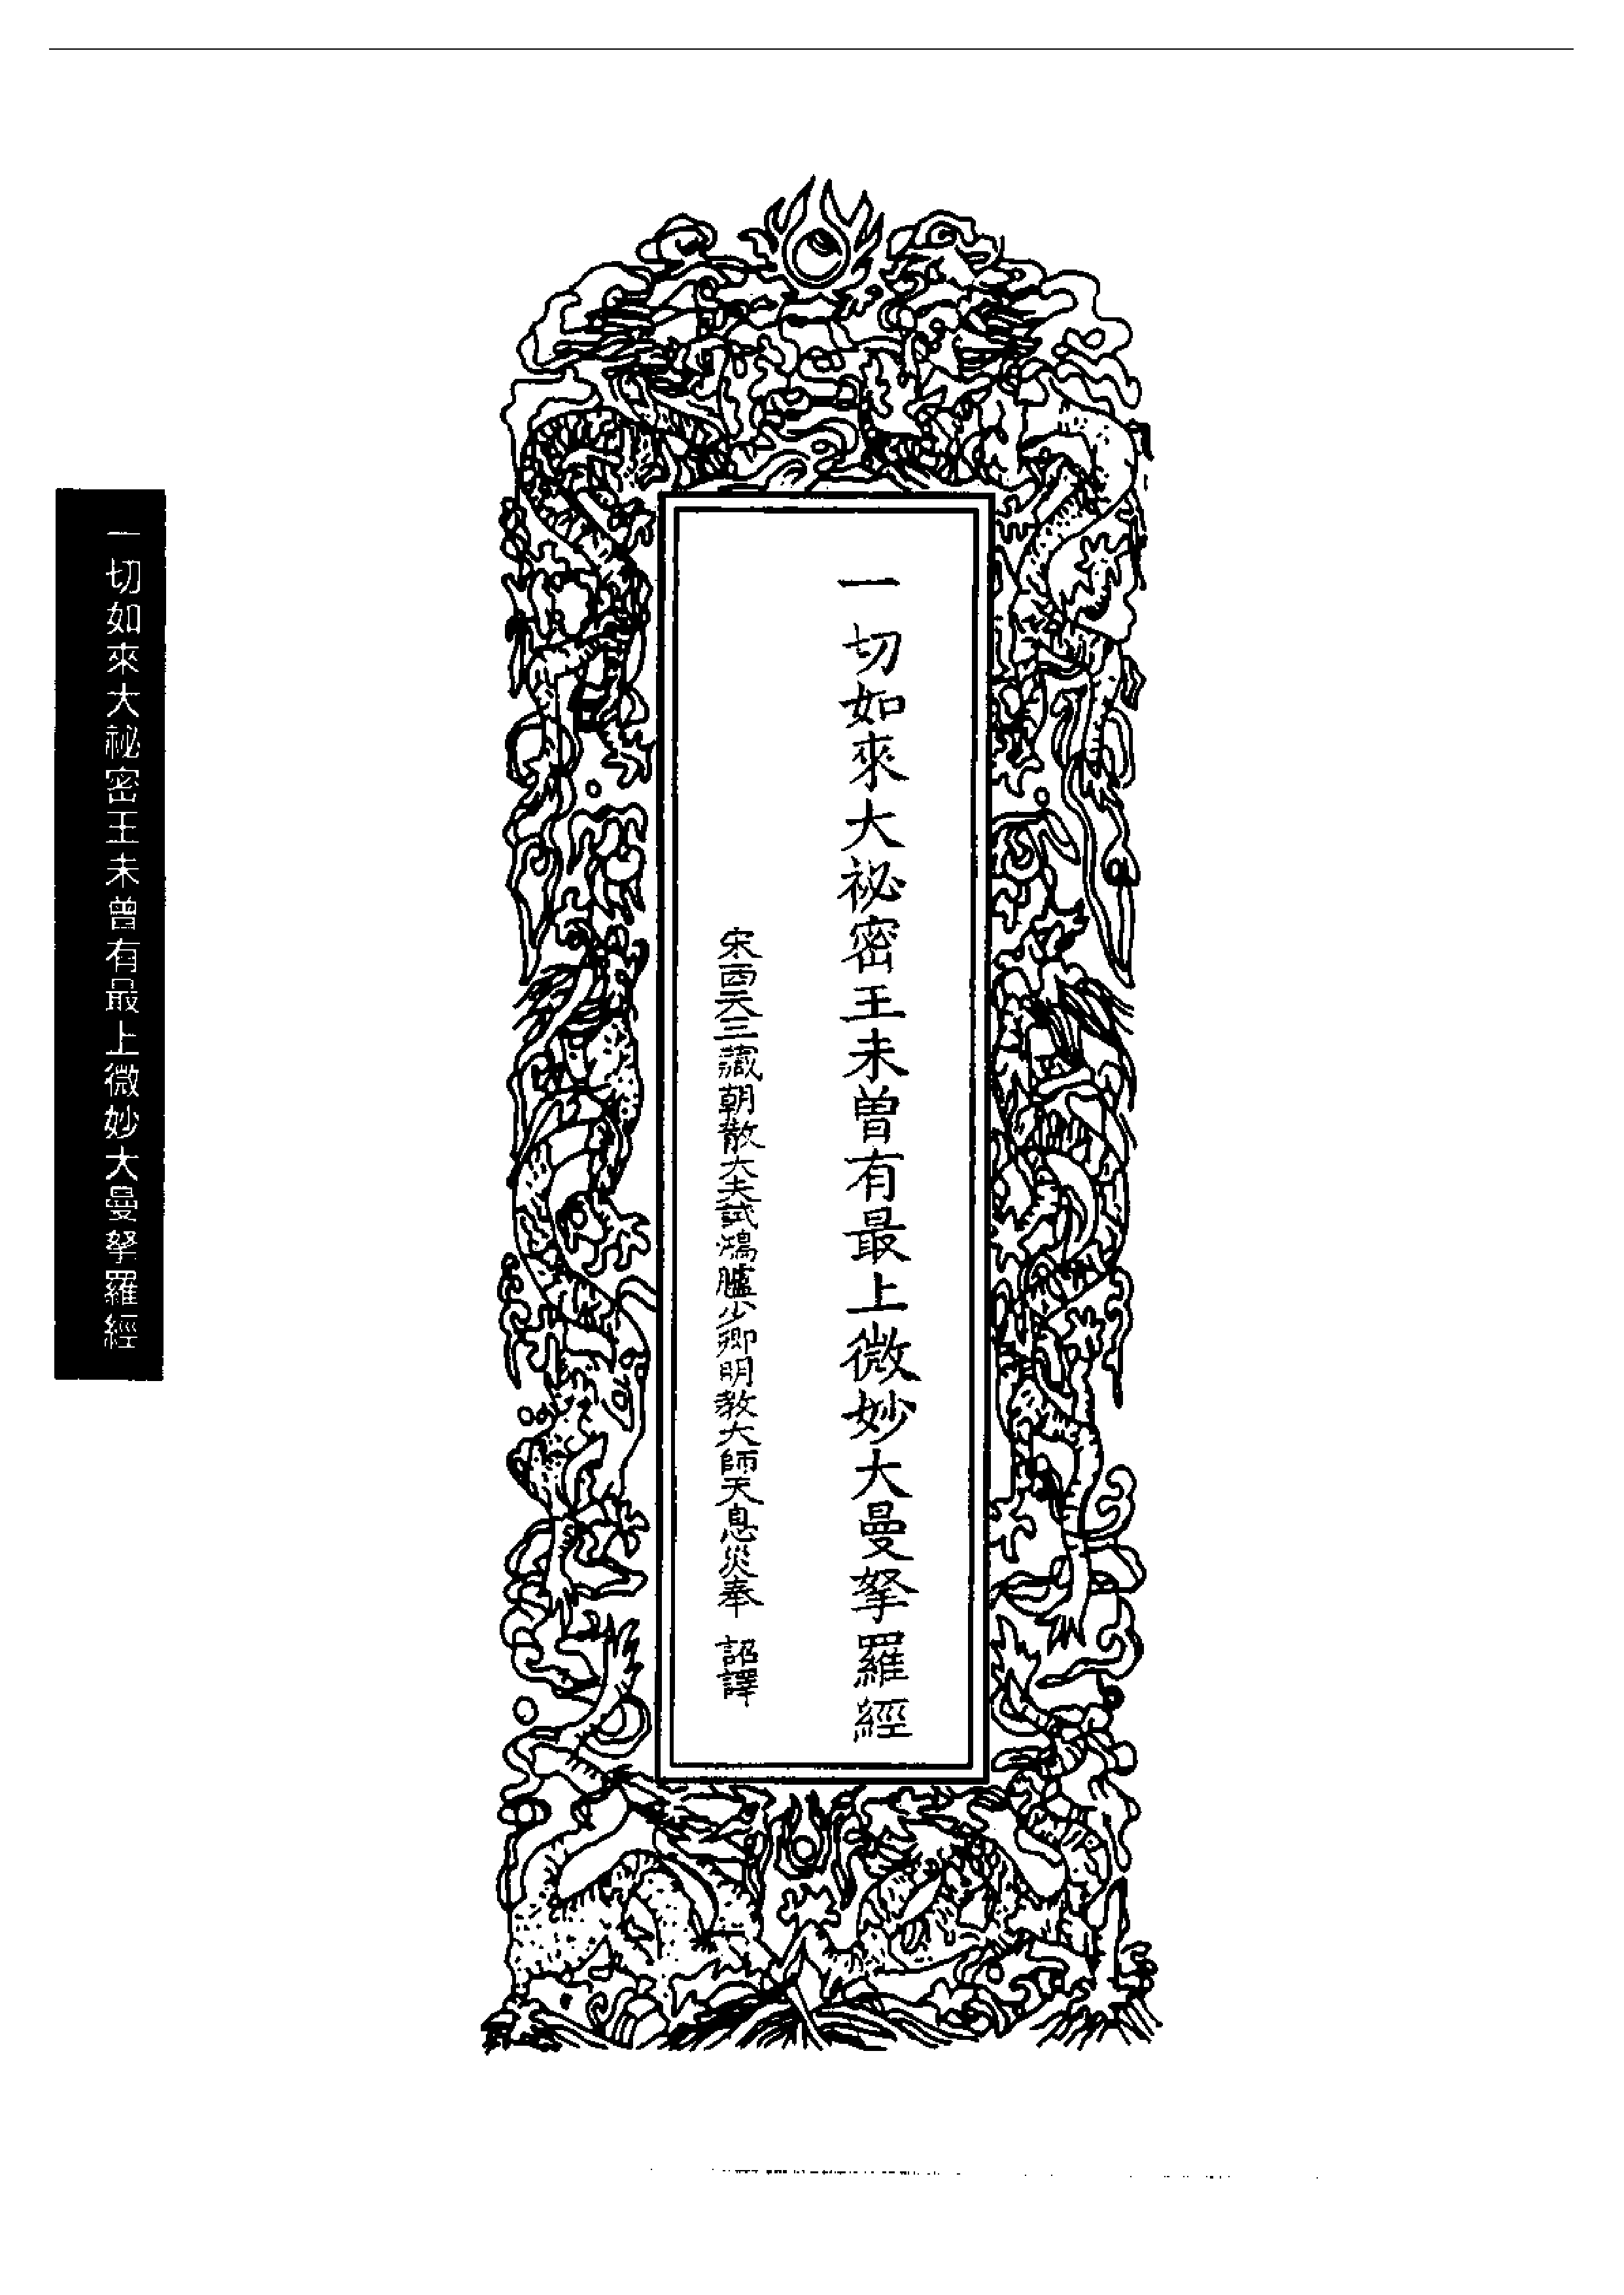 一切如來大祕密王未曾有最上微妙大曼拏羅經
宋西天三藏朝散大夫試鴻臚少卿明教大師天息災奉 詔譯
一切如來大祕密王未曾有最上微妙大曼拏羅經